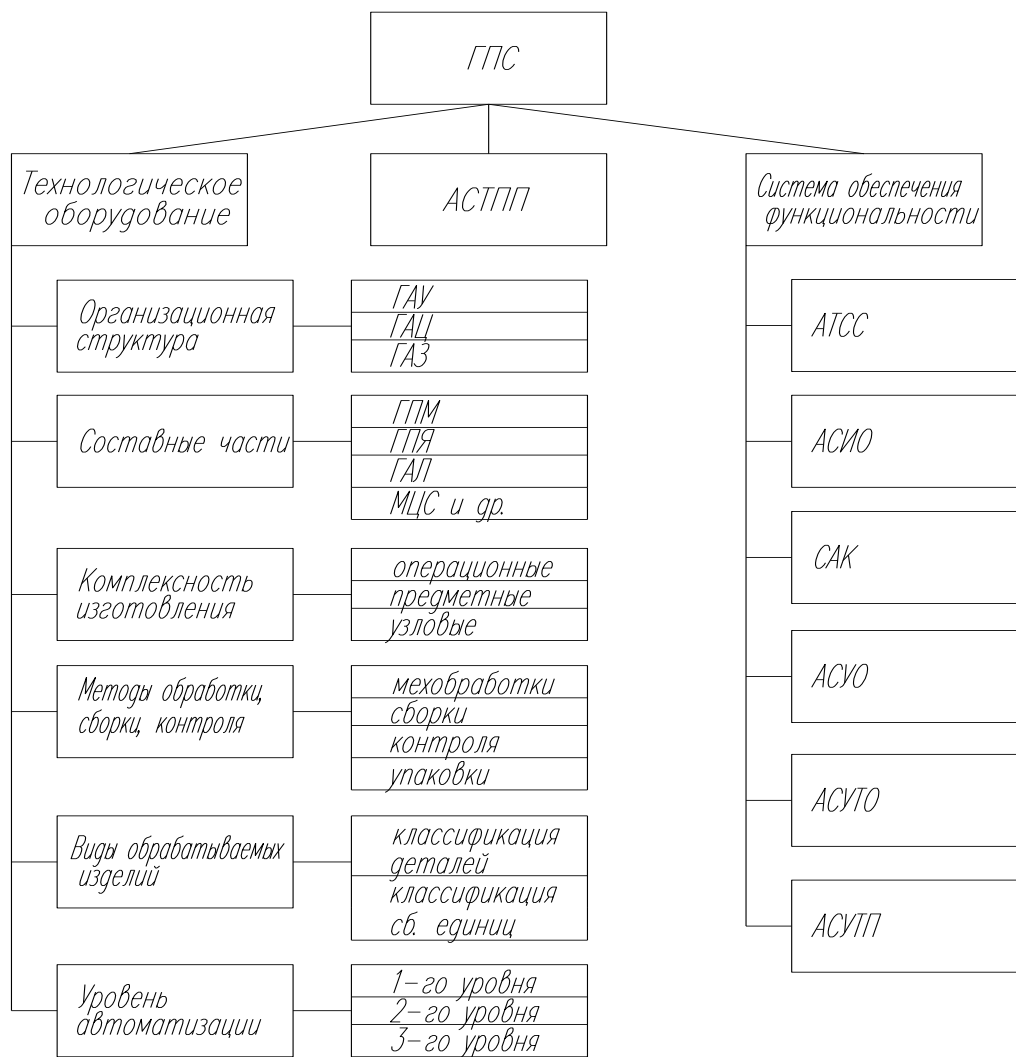 ГПС
Технологическое
оборудование
АСТПП
Система обеспечения
функциональности
Организационная
структура
ГАУ
ГАЦ
ГАЗ
Составные части
ГПМ
ГПЯ
ГАЛ
МЦС и др.
Комплексность
изготовления
операционные
предметные
узловые
Методы обработки,
сборки, контроля
мехобработки
сборки
контроля
упаковки
Виды обрабатываемых
изделий
классификация
деталей
классификация
сб. единиц
Уровень
автоматизации
1-го уровня
2-го уровня
3-го уровня
АТСС
АСИО
САК
АСУО
АСУТО
АСУТП